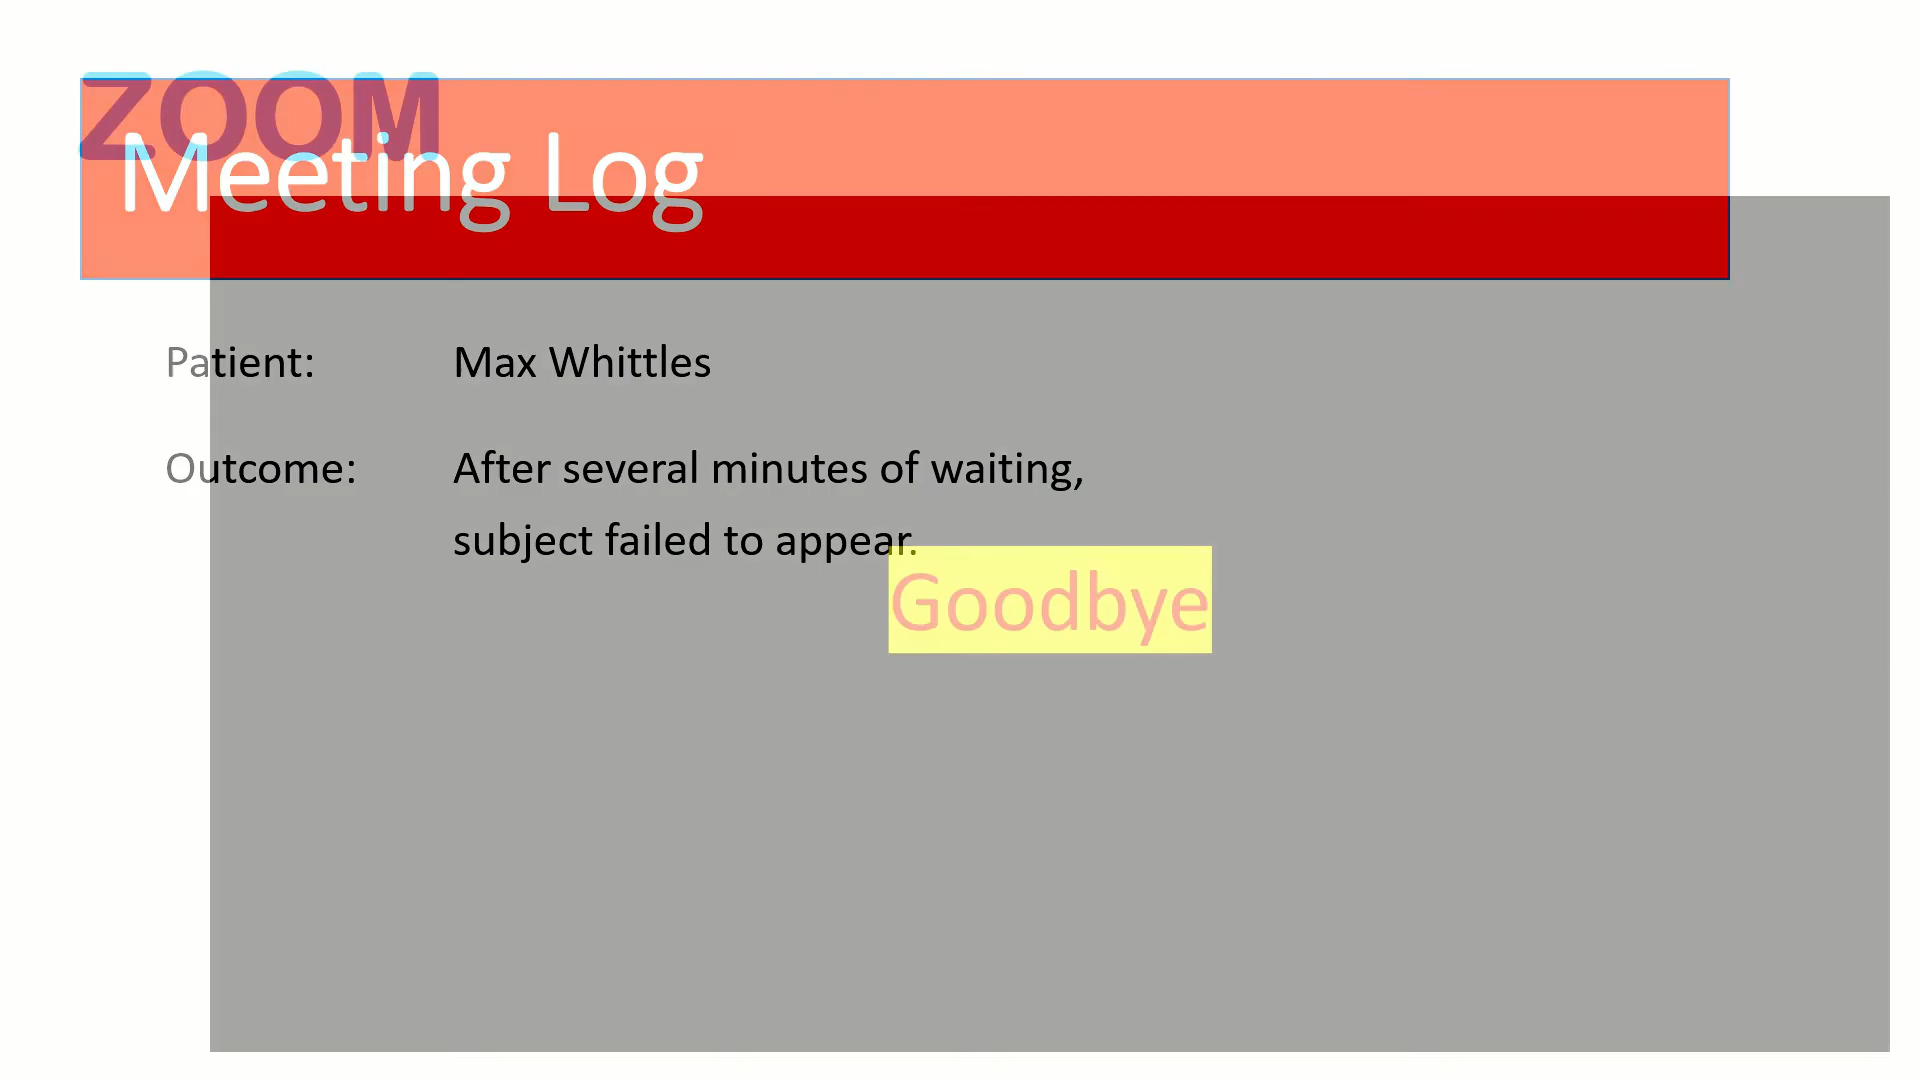 ZOOM
Meeting Log
Patient: Max Whittles
Outcome: After several minutes of waiting,
subject failed to appear.
Goodbye